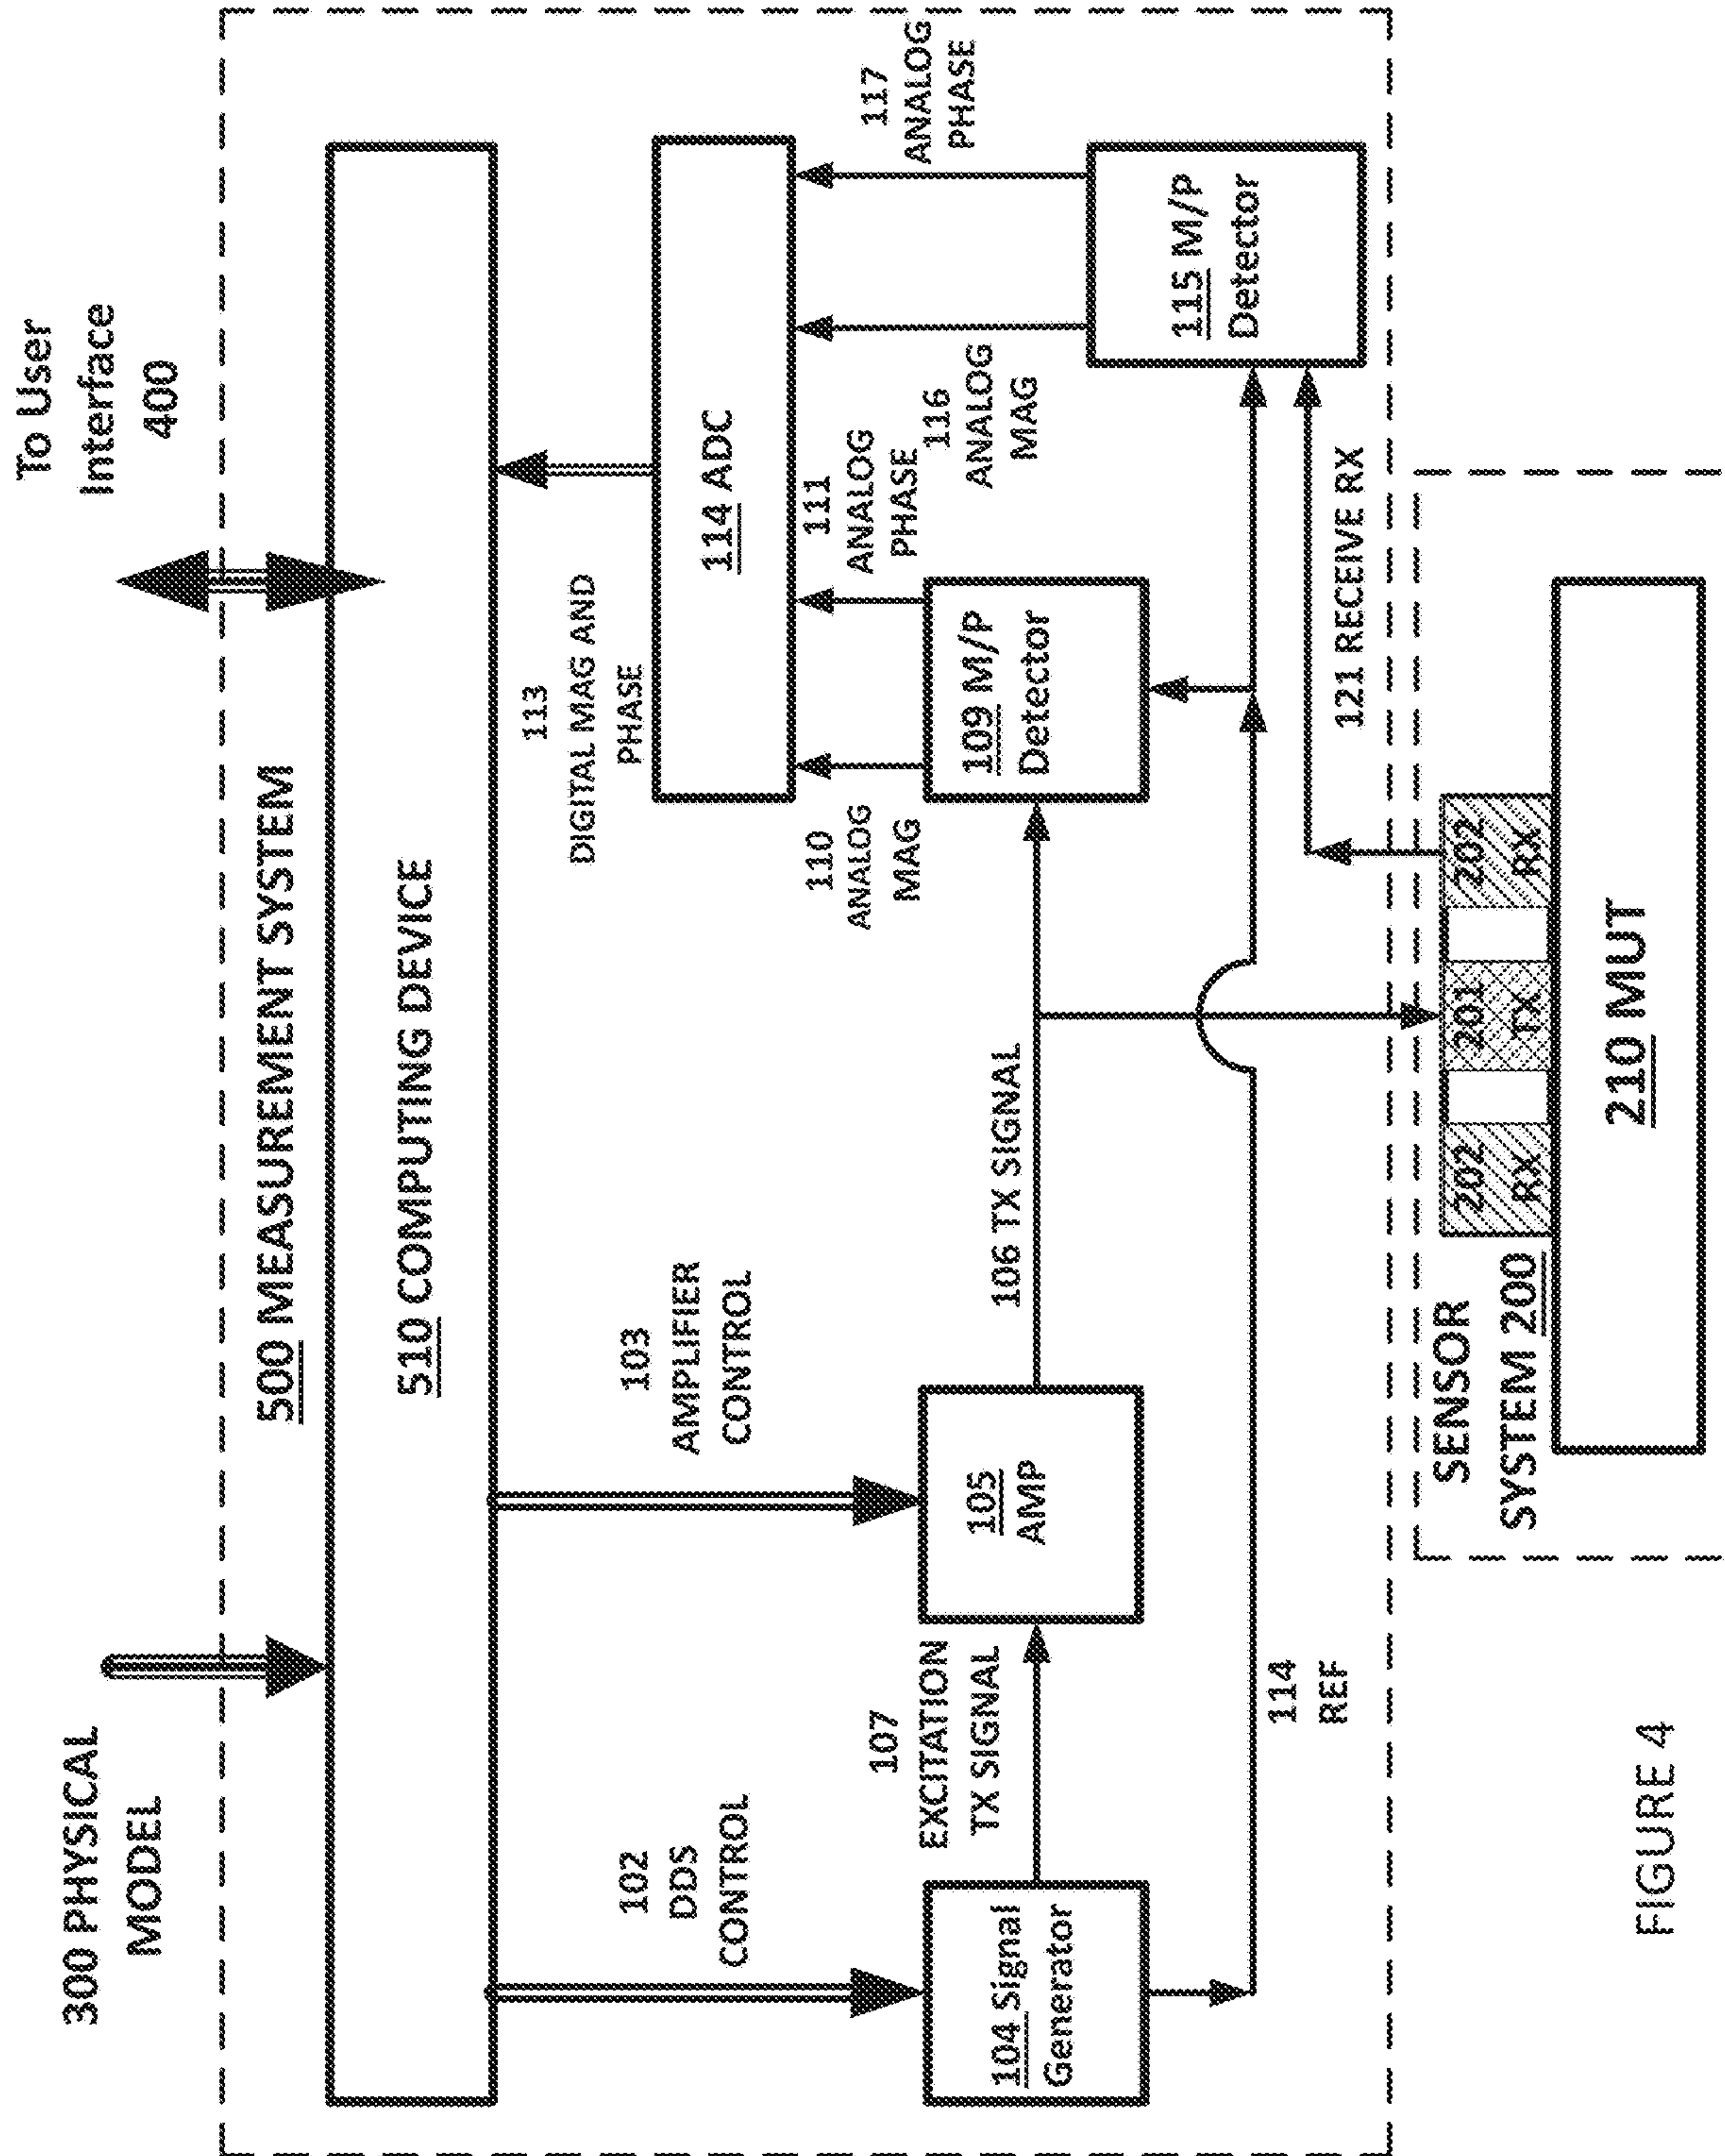 300 PHYSICAL
MODEL
To User
Interface
400
500 MEASUREMENT SYSTEM
510 COMPUTING DEVICE
102
DDS
CONTROL
103
AMPLIFIER
CONTROL
113
DIGITAL MAG AND
PHASE
114 ADC
107
EXCITATION
TX SIGNAL
110
ANALOG
MAG
111
ANALOG
PHASE
116
ANALOG
MAG
117
ANALOG
PHASE
104 Signal
Generator
105
AMP
106 TX SIGNAL
109 M/P
Detector
115 M/P
Detector
114
REF
121 RECEIVE RX
SENSOR
SYSTEM 200
202
RX
201
TX
202
RX
210 MUT
FIGURE 4